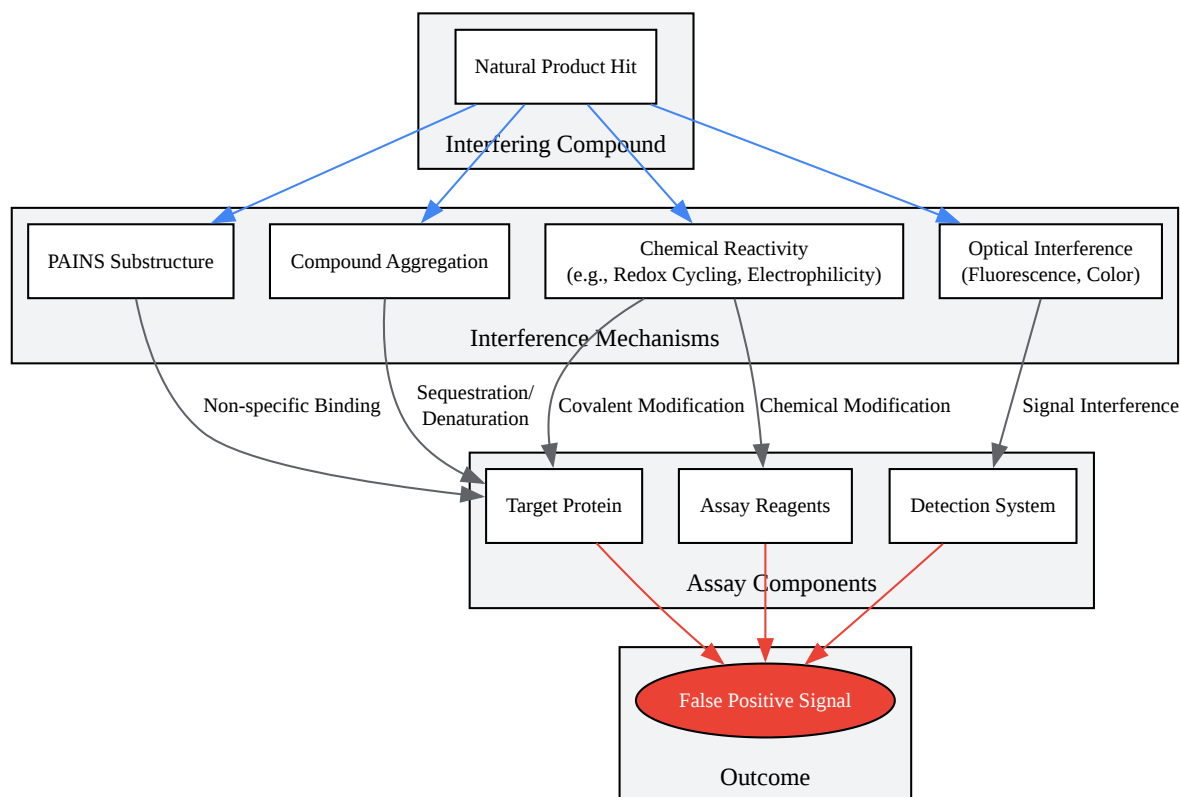 Natural Product Hit
Interfering Compound
PAINS Substructure
Compound Aggregation
Chemical Reactivity
(e.g., Redox Cycling, Electrophilicity)
Optical Interference
(Fluorescence, Color)
Interference Mechanisms
Non-specific Binding
Sequestration/
Denaturation
Covalent Modification
Chemical Modification
Signal Interference
Target Protein
Assay Reagents
Detection System
Assay Components
False Positive Signal
Outcome